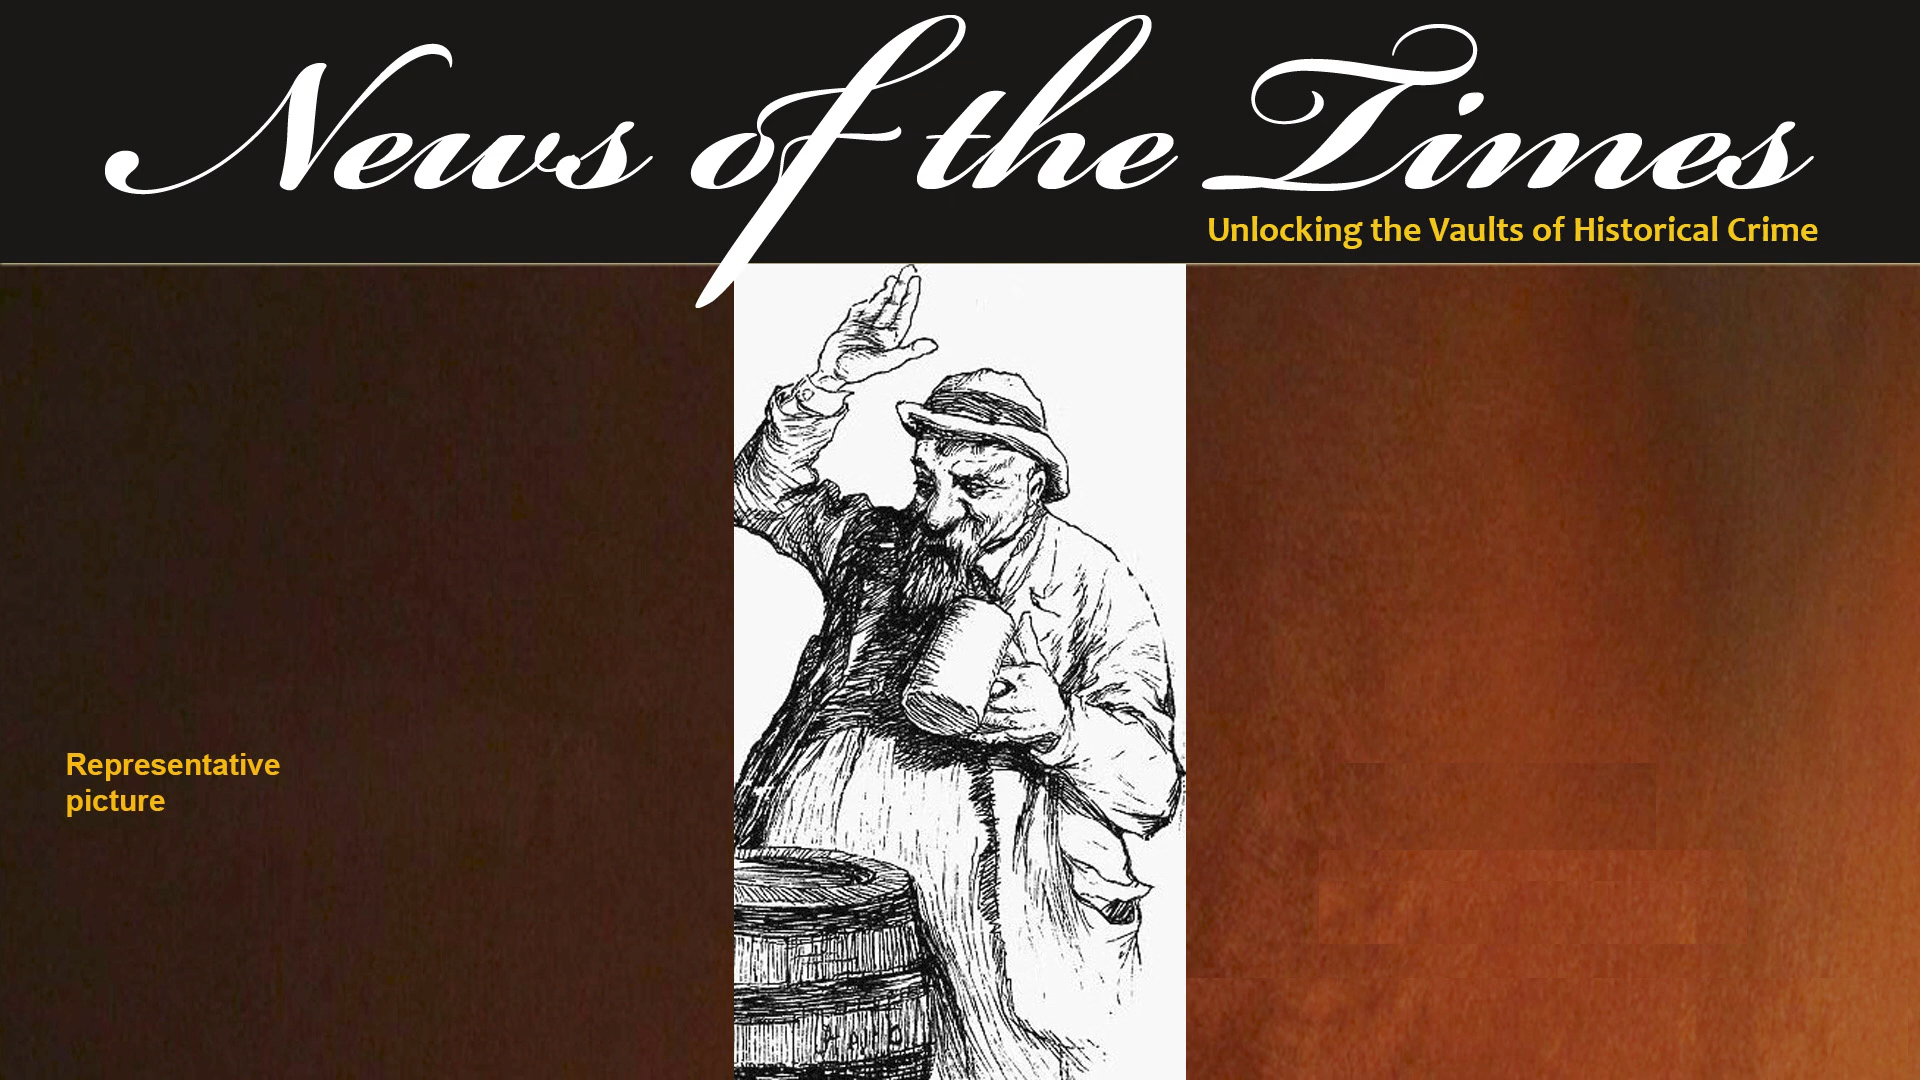 News of the Times
Unlocking the Vaults of Historical Crime
Representative
picture